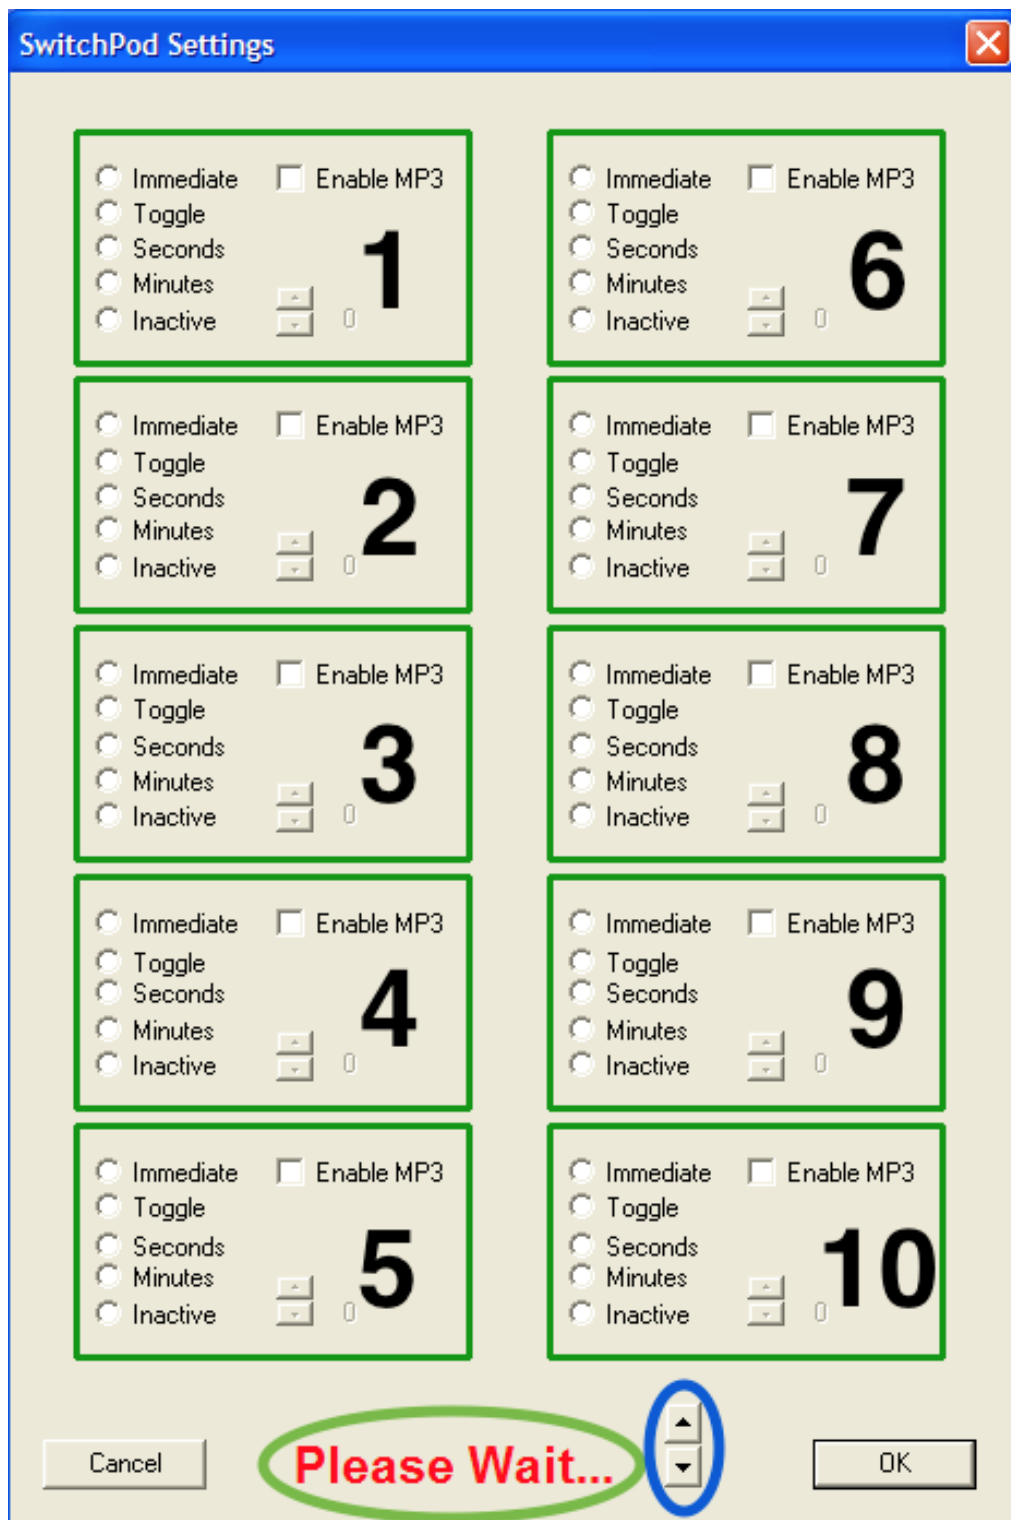 SwitchPod Settings
Immediate Enable MP3
Toggle
Seconds
Minutes
Inactive 0
1
Immediate Enable MP3
Toggle
Seconds
Minutes
Inactive 0
2
Immediate Enable MP3
Toggle
Seconds
Minutes
Inactive 0
3
Immediate Enable MP3
Toggle
Seconds
Minutes
Inactive 0
4
Immediate Enable MP3
Toggle
Seconds
Minutes
Inactive 0
5
Immediate Enable MP3
Toggle
Seconds
Minutes
Inactive 0
6
Immediate Enable MP3
Toggle
Seconds
Minutes
Inactive 0
7
Immediate Enable MP3
Toggle
Seconds
Minutes
Inactive 0
8
Immediate Enable MP3
Toggle
Seconds
Minutes
Inactive 0
9
Immediate Enable MP3
Toggle
Seconds
Minutes
Inactive 0
10
Cancel Please Wait... OK